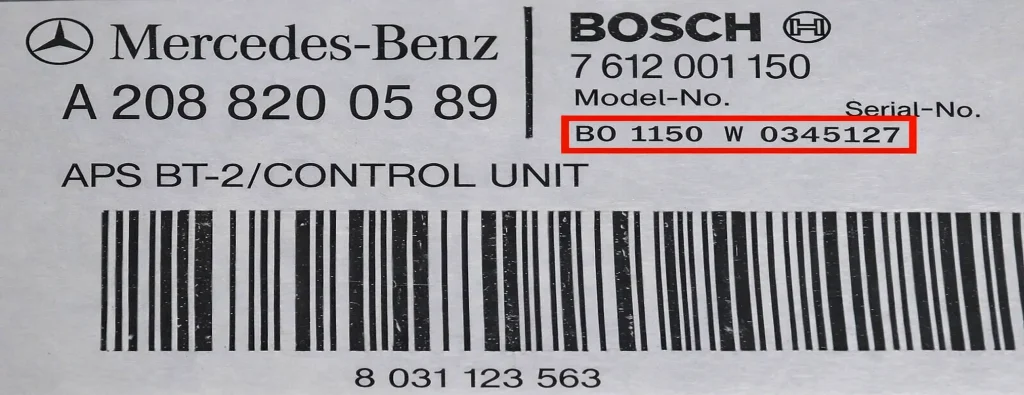 Mercedes-Benz
A 208 820 05 89
BOSCH
7 612 001 150
Model-No. Serial-No.
BO 1150 W 0345127
APS BT-2/CONTROL UNIT
8 031 123 563